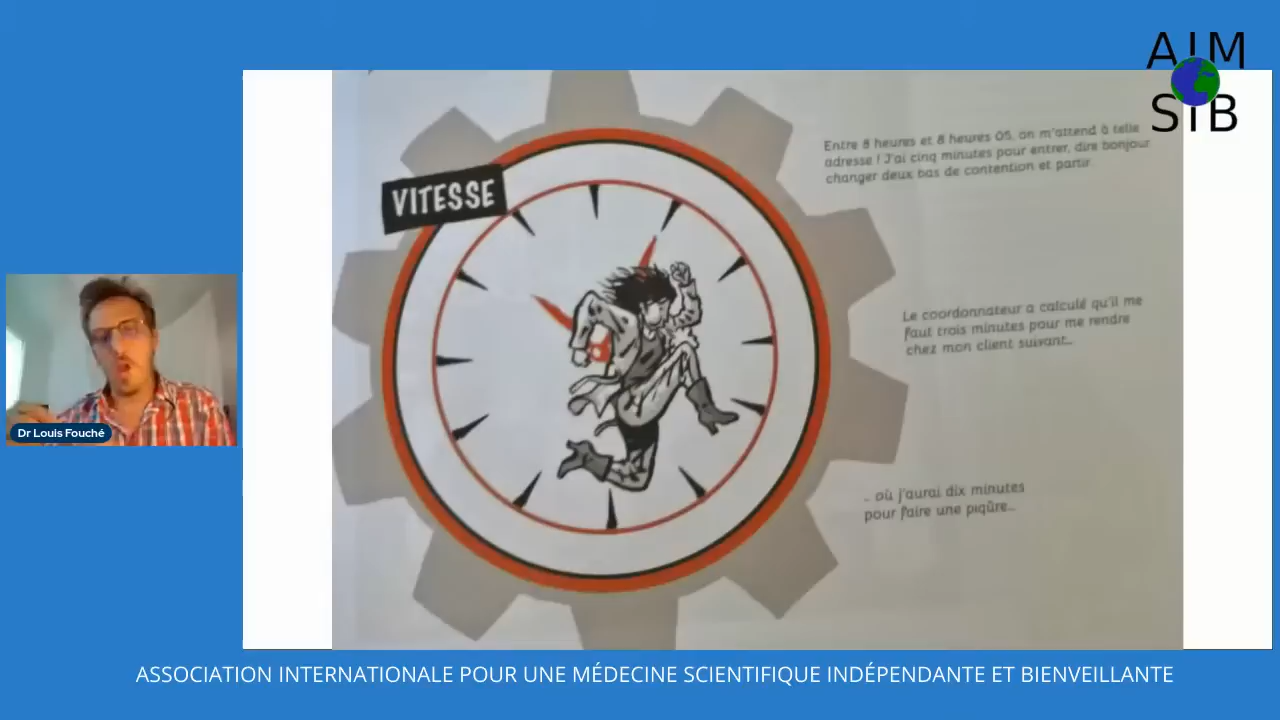 AIM
SIB
Entre 8 heures et 8 heures 05, on m'attend à telle
adresse ! J'ai cinq minutes pour entrer, dire bonjour
changer deux bas de contention et partir.
VITESSE
Le coordonnateur a calculé qu'il me
faut trois minutes pour me rendre
chez mon client suivant...
Dr Louis Fouché
... où j'aurai dix minutes
pour faire une piqûre...
ASSOCIATION INTERNATIONALE POUR UNE MÉDECINE SCIENTIFIQUE INDÉPENDANTE ET BIENVEILLANTE